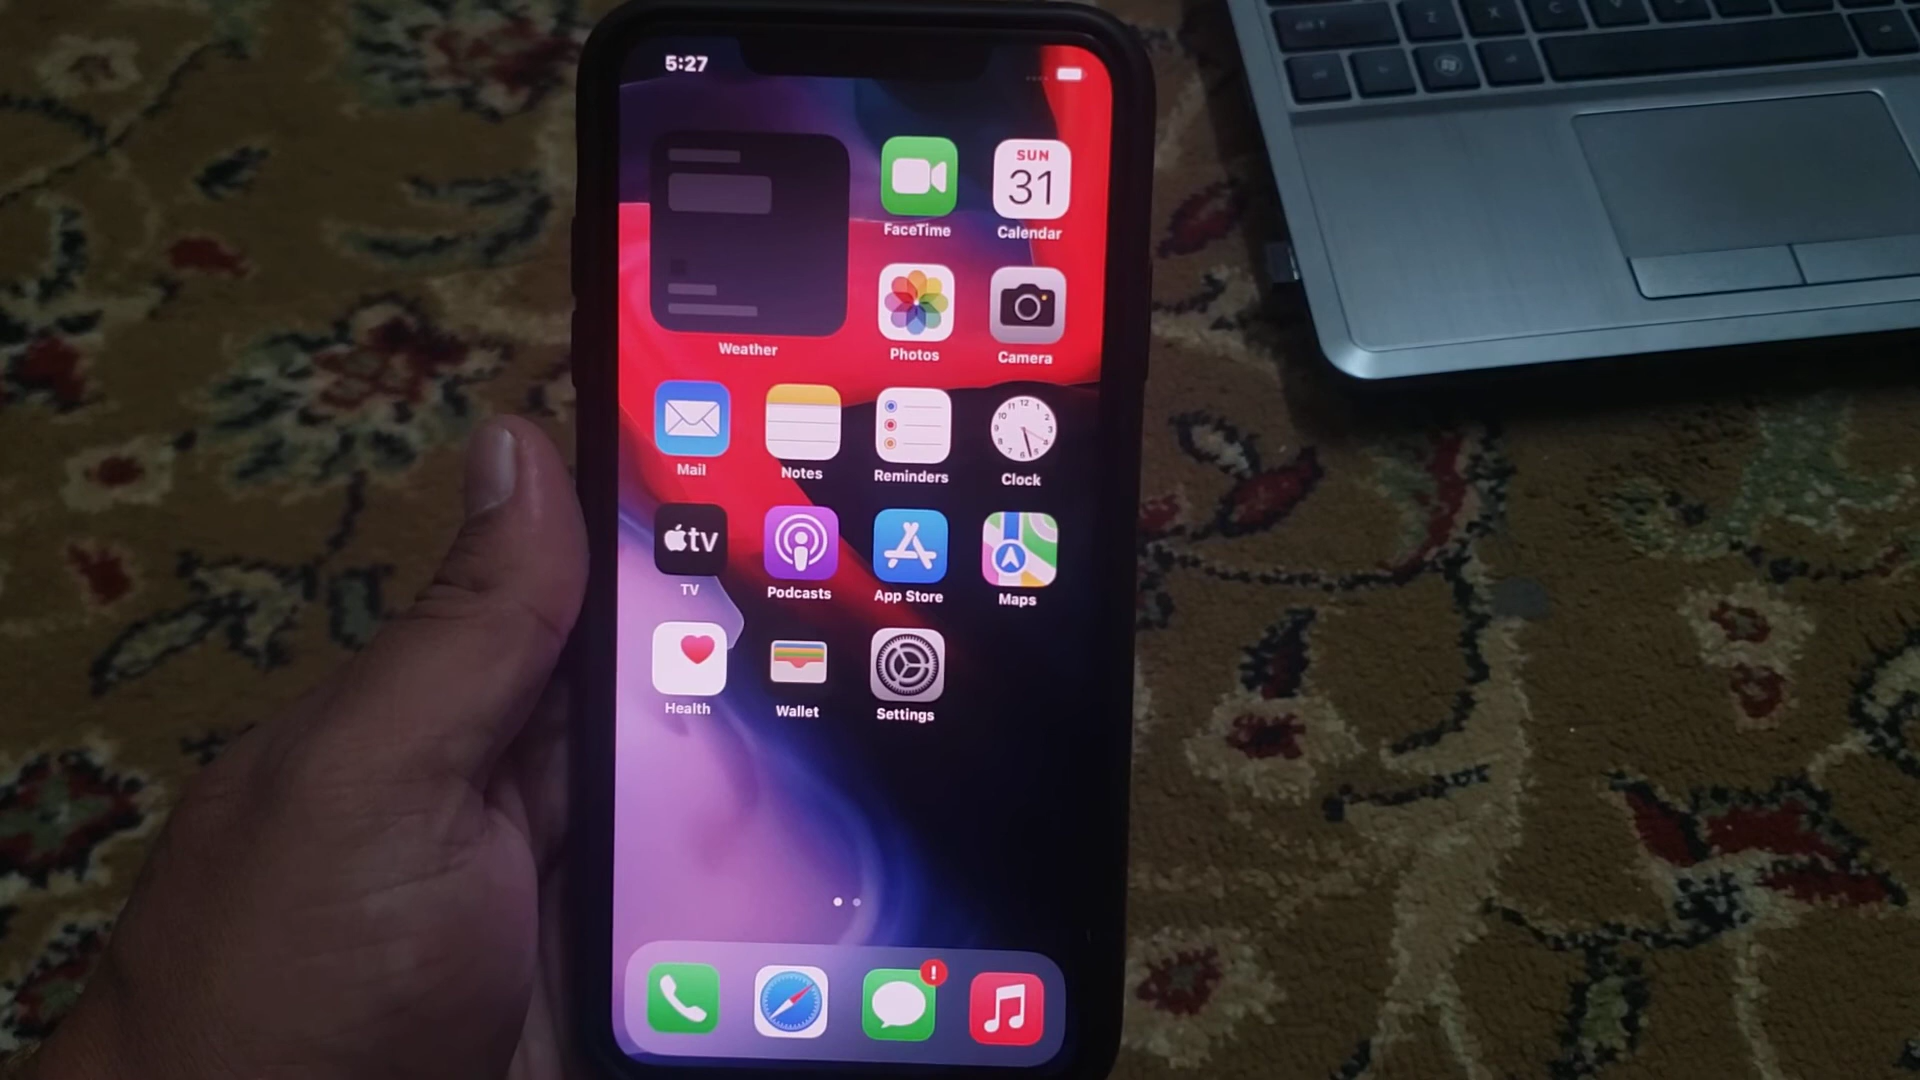 5:27
SUN
31
FaceTime
Calendar
Weather
Photos
Camera
Mail
Notes
Reminders
Clock
tv
TV
Podcasts
App Store
Maps
Health
Wallet
Settings
!
Z
X
C